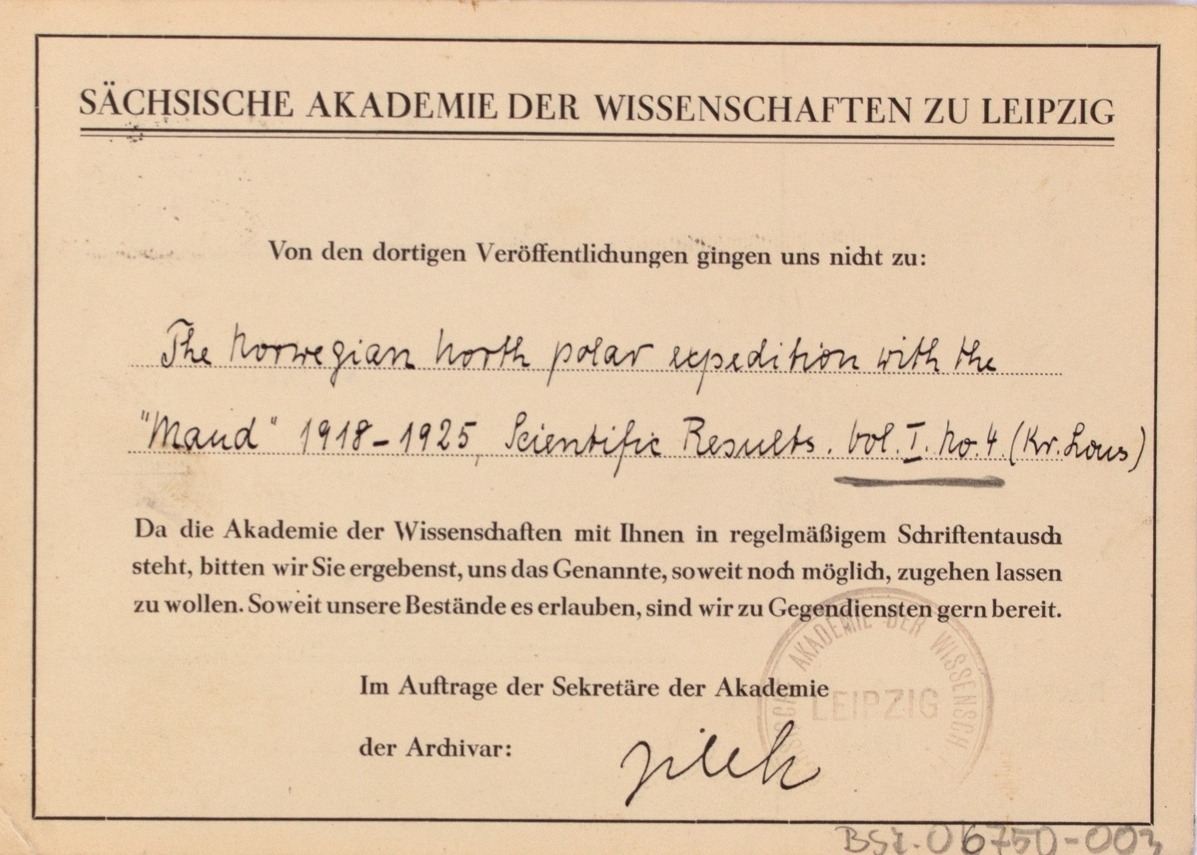 SÄCHSISCHE AKADEMIE DER WISSENSCHAFTEN ZU LEIPZIG
Von den dortigen Veröffentlichungen gingen uns nicht zu:
The Norwegian North polar expedition with the
"Maud" 1918-1925, Scientific Results. Vol. I. No. 4 (Kr. Lous)
Da die Akademie der Wissenschaften mit Ihnen in regelmäßigem Schriftentausch
steht, bitten wir Sie ergebenst, uns das Genannte, soweit noch möglich, zugehen lassen
zu wollen. Soweit unsere Bestände es erlauben, sind wir zu Gegendiensten gern bereit.
AKADEMIE DER WISSENSCH
LEIPZIG
Im Auftrage der Sekretäre der Akademie
der Archivar:
BSZ-06750-003